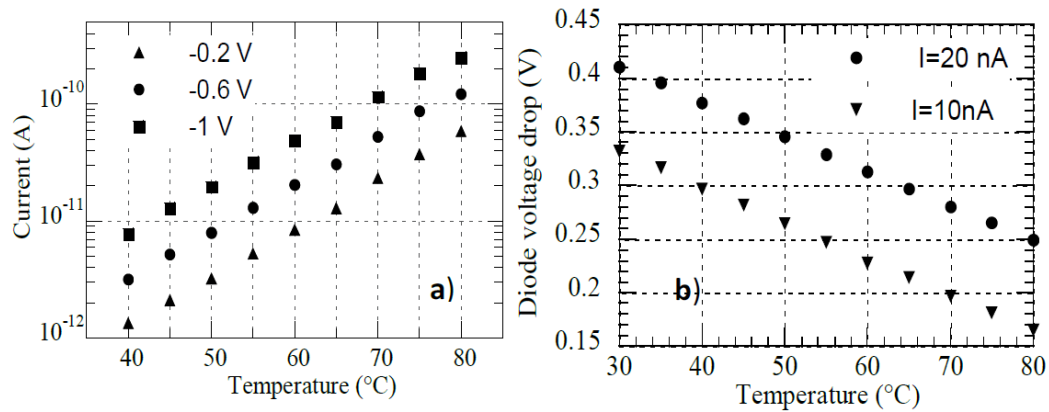 -0.2 V
-0.6 V
-1 V
10⁻¹⁰
10⁻¹¹
10⁻¹²
Current (A)
a)
40 50 60 70 80
Temperature (°C)
0.45
0.4
0.35
0.3
0.25
0.2
0.15
Diode voltage drop (V)
I=20 nA
I=10nA
b)
30 40 50 60 70 80
Temperature (°C)